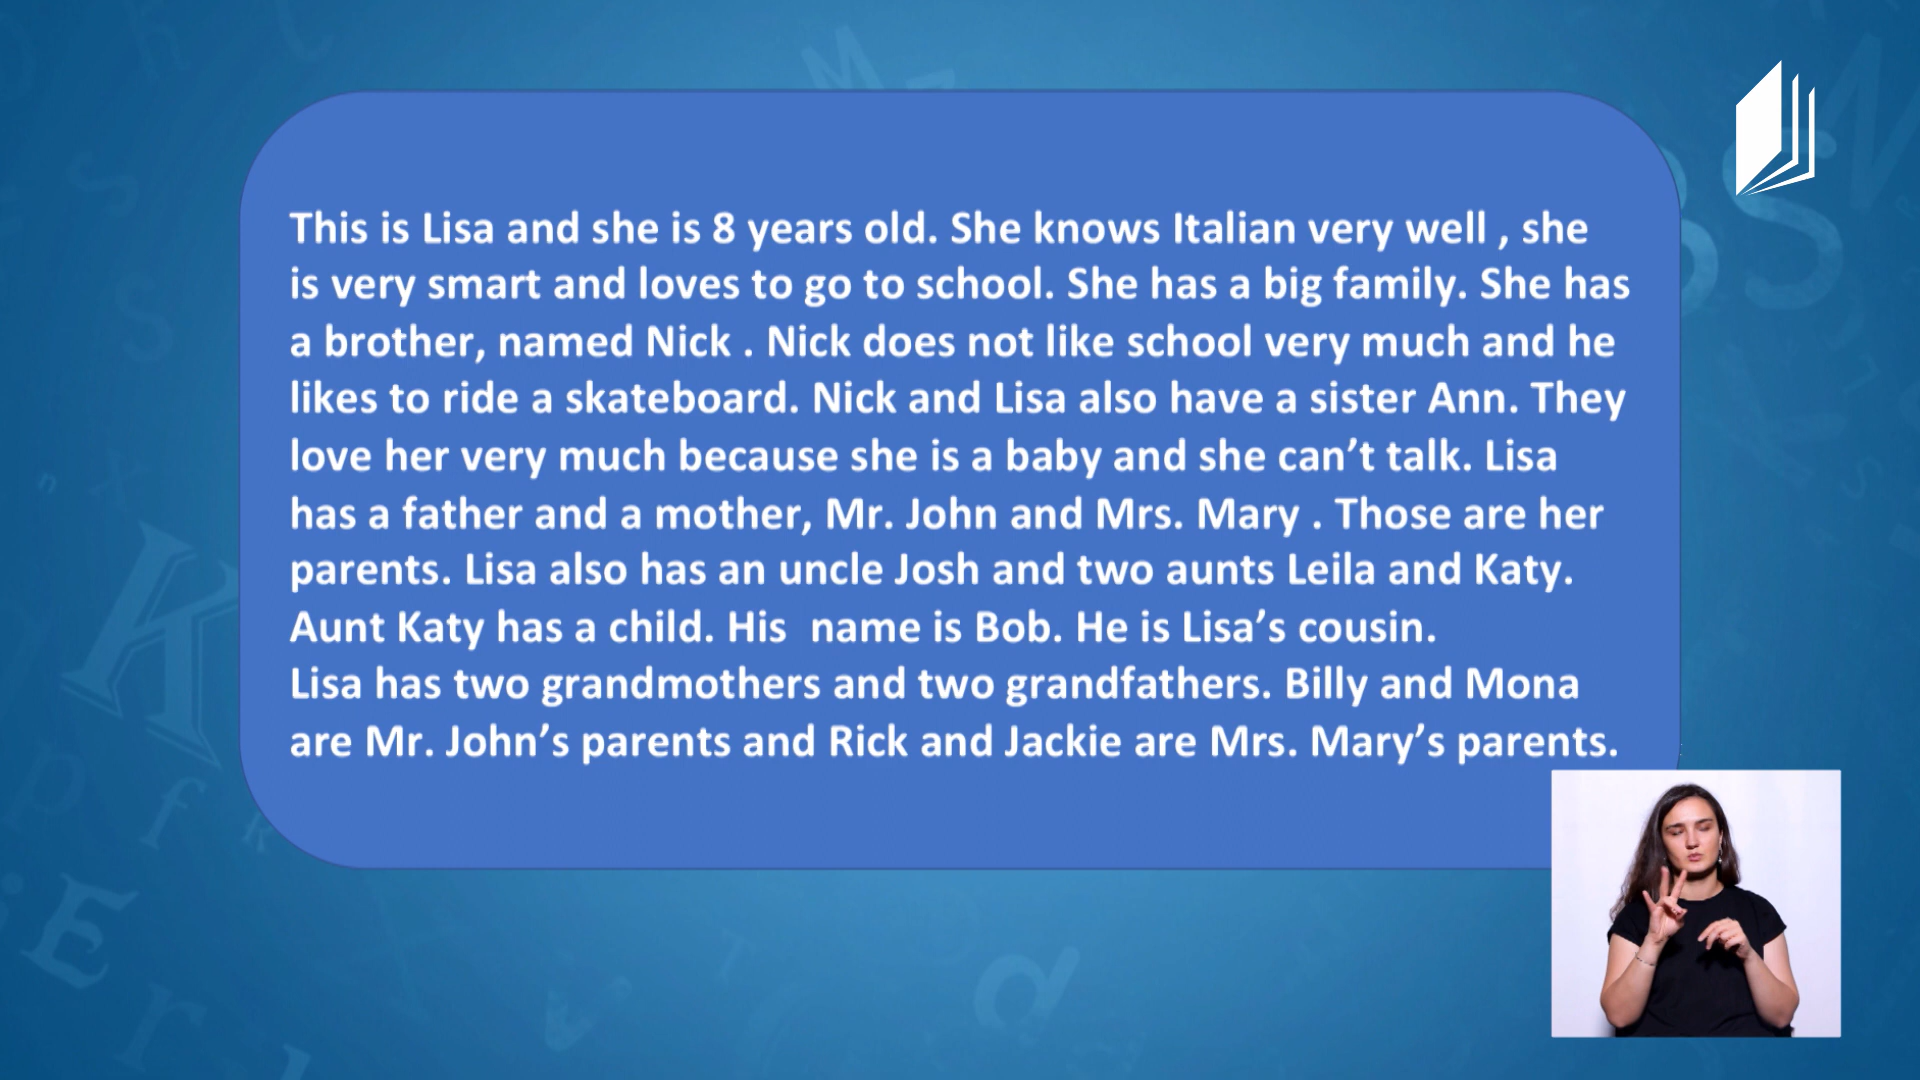 This is Lisa and she is 8 years old. She knows Italian very well , she
is very smart and loves to go to school. She has a big family. She has
a brother, named Nick . Nick does not like school very much and he
likes to ride a skateboard. Nick and Lisa also have a sister Ann. They
love her very much because she is a baby and she can’t talk. Lisa
has a father and a mother, Mr. John and Mrs. Mary . Those are her
parents. Lisa also has an uncle Josh and two aunts Leila and Katy.
Aunt Katy has a child. His  name is Bob. He is Lisa’s cousin.
Lisa has two grandmothers and two grandfathers. Billy and Mona
are Mr. John’s parents and Rick and Jackie are Mrs. Mary’s parents.